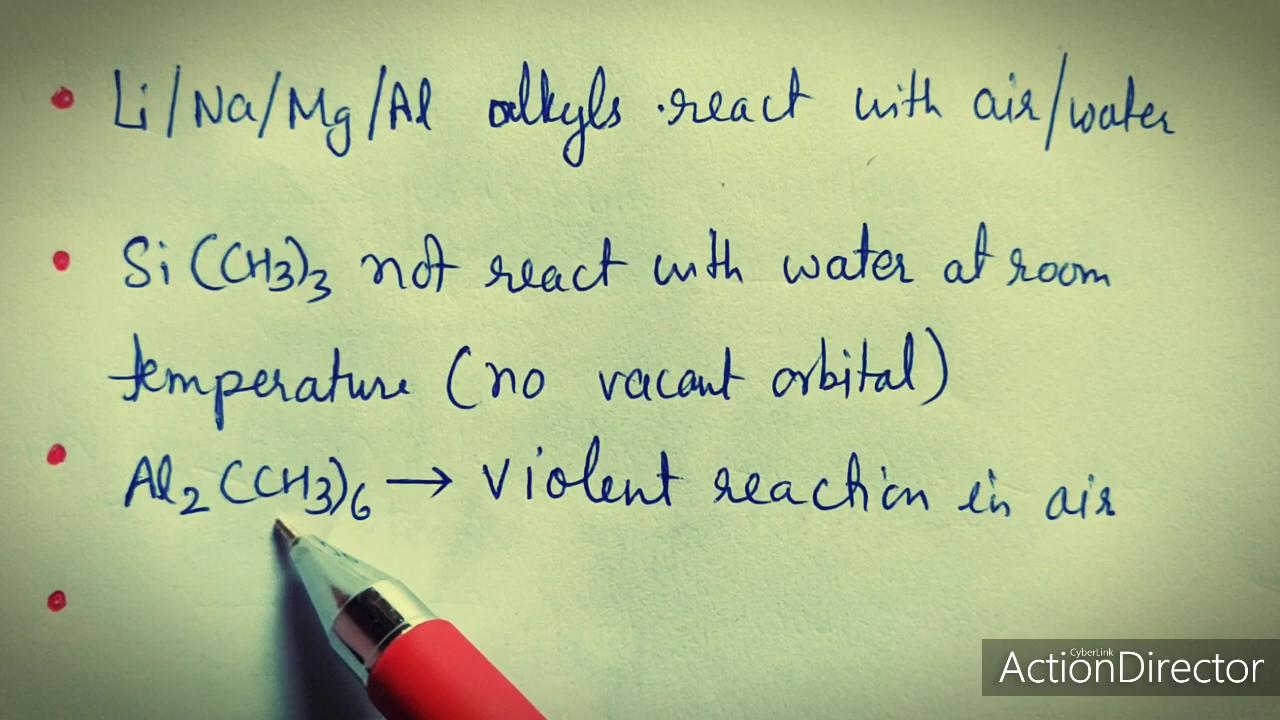 Li/Na/Mg/Al alkyls react with air/water
Si(CH3)3 not react with water at room
temperature (no vacant orbital)
Al2(CH3)6 → violent reaction in air
CyberLink
ActionDirector